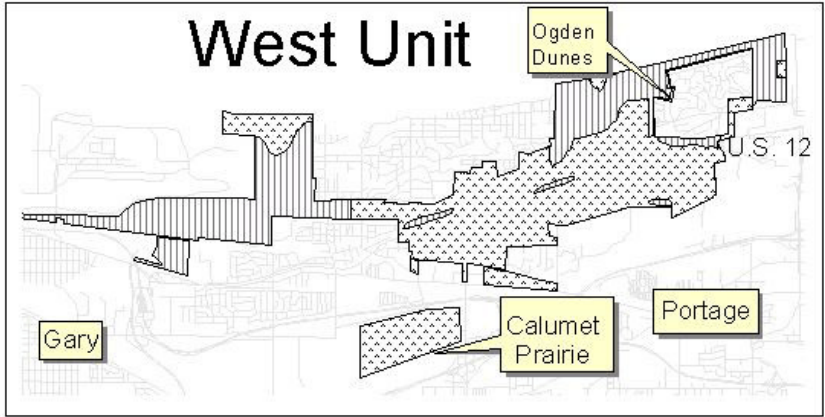 West Unit
Ogden
Dunes
U.S. 12
Gary
Calumet
Prairie
Portage